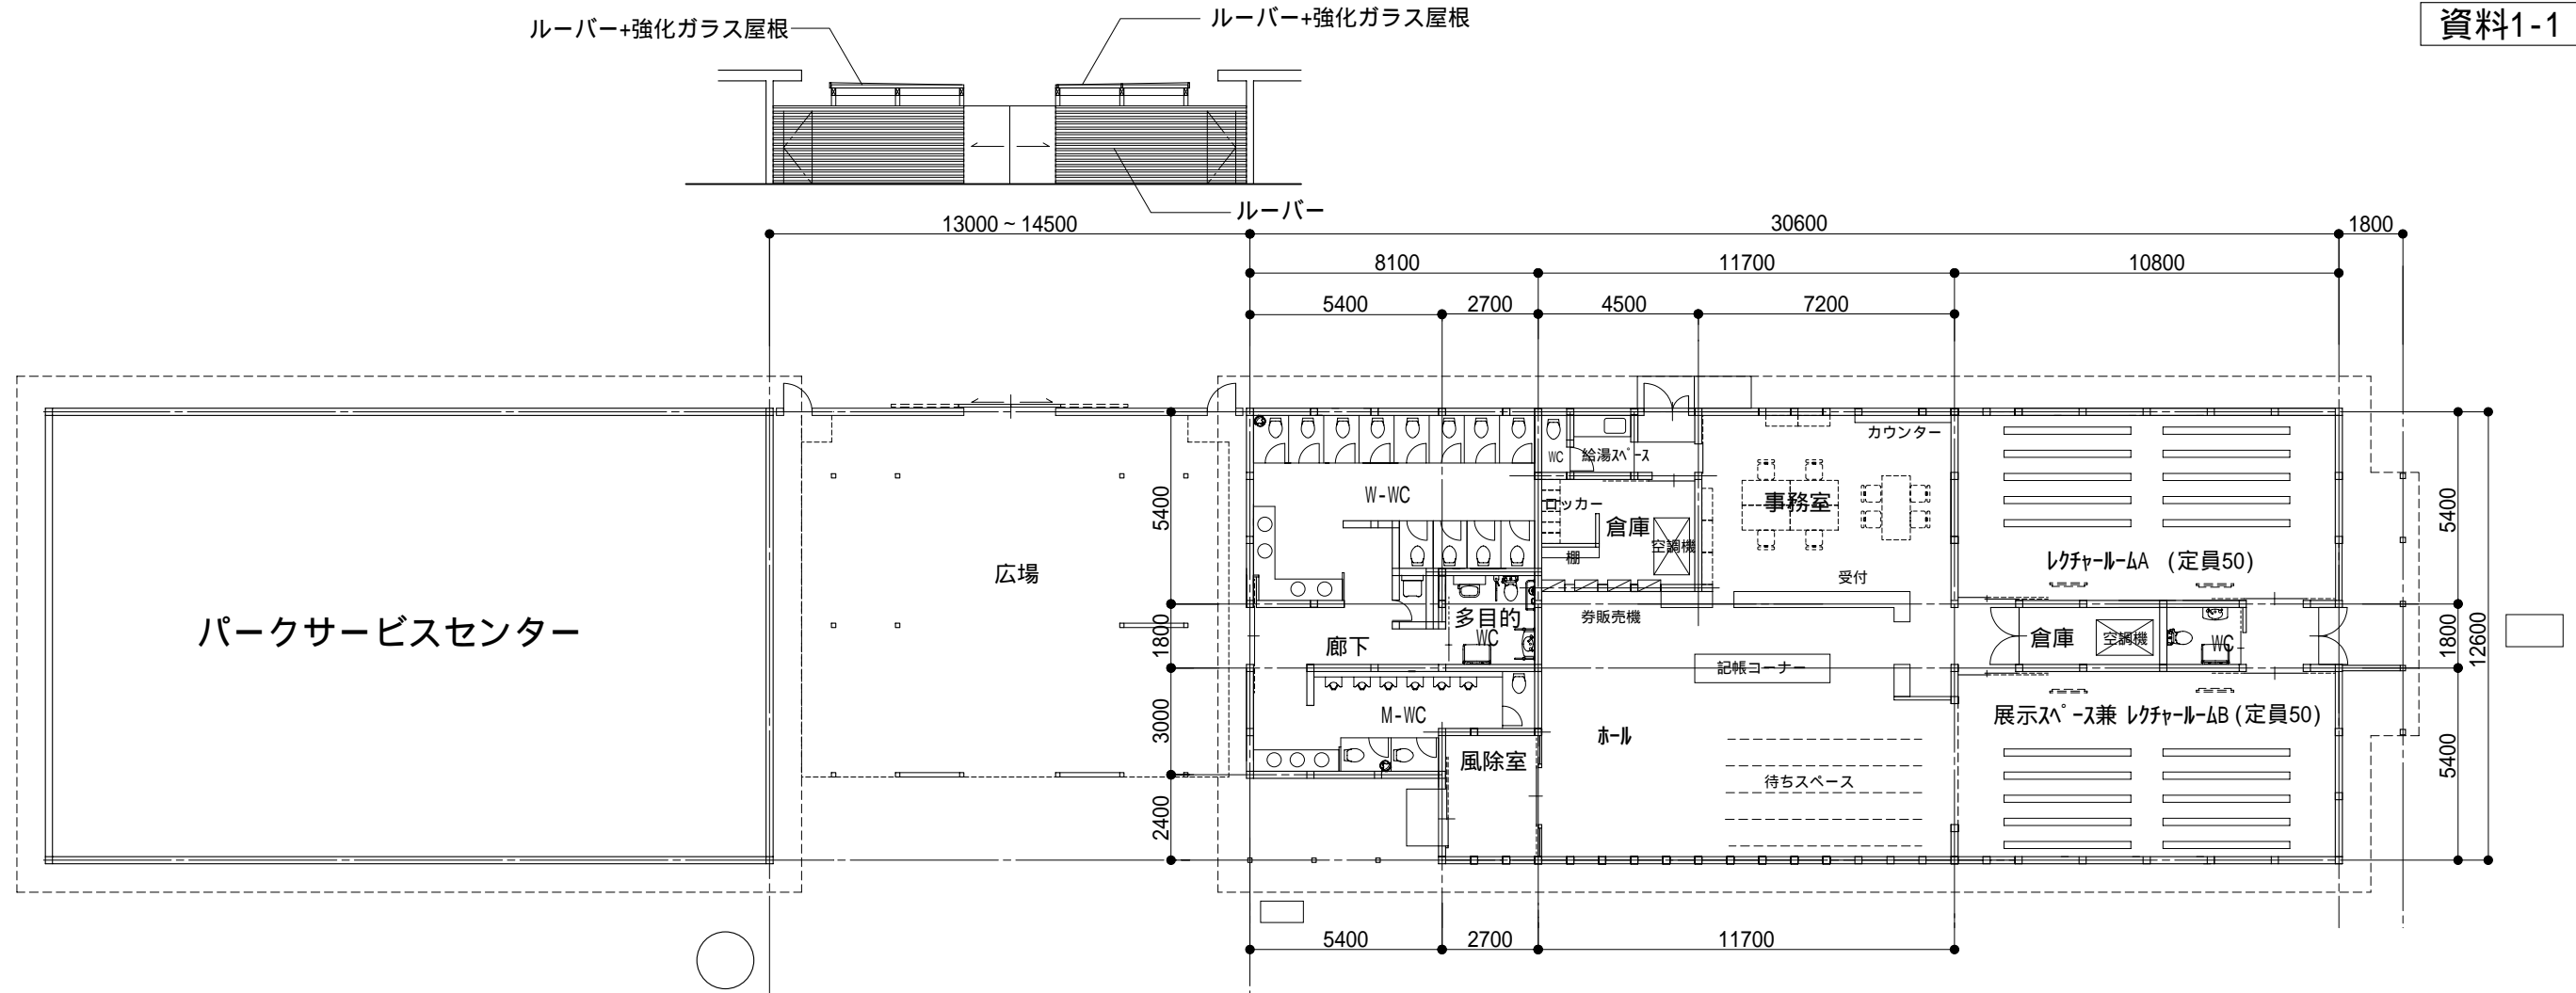 ルーバー+強化ガラス屋根
ルーバー+強化ガラス屋根
資料1-1
ルーバー
13000～14500
30600
1800
8100
11700
10800
5400
2700
4500
7200
カウンター
WC
給湯ｽﾍﾟｰｽ
W-WC
ロッカー
事務室
倉庫
空調機
棚
5400
5400
広場
ﾚｸﾁｬｰﾙｰﾑA (定員50)
受付
パークサービスセンター
多目的
WC
券販売機
廊下
1800
倉庫
空調機
WC
1800
12600
記帳コーナー
M-WC
ﾎｰﾙ
展示ｽﾍﾟｰｽ兼 ﾚｸﾁｬｰﾙｰﾑB (定員50)
3000
風除室
待ちスペース
5400
2400
5400
2700
11700